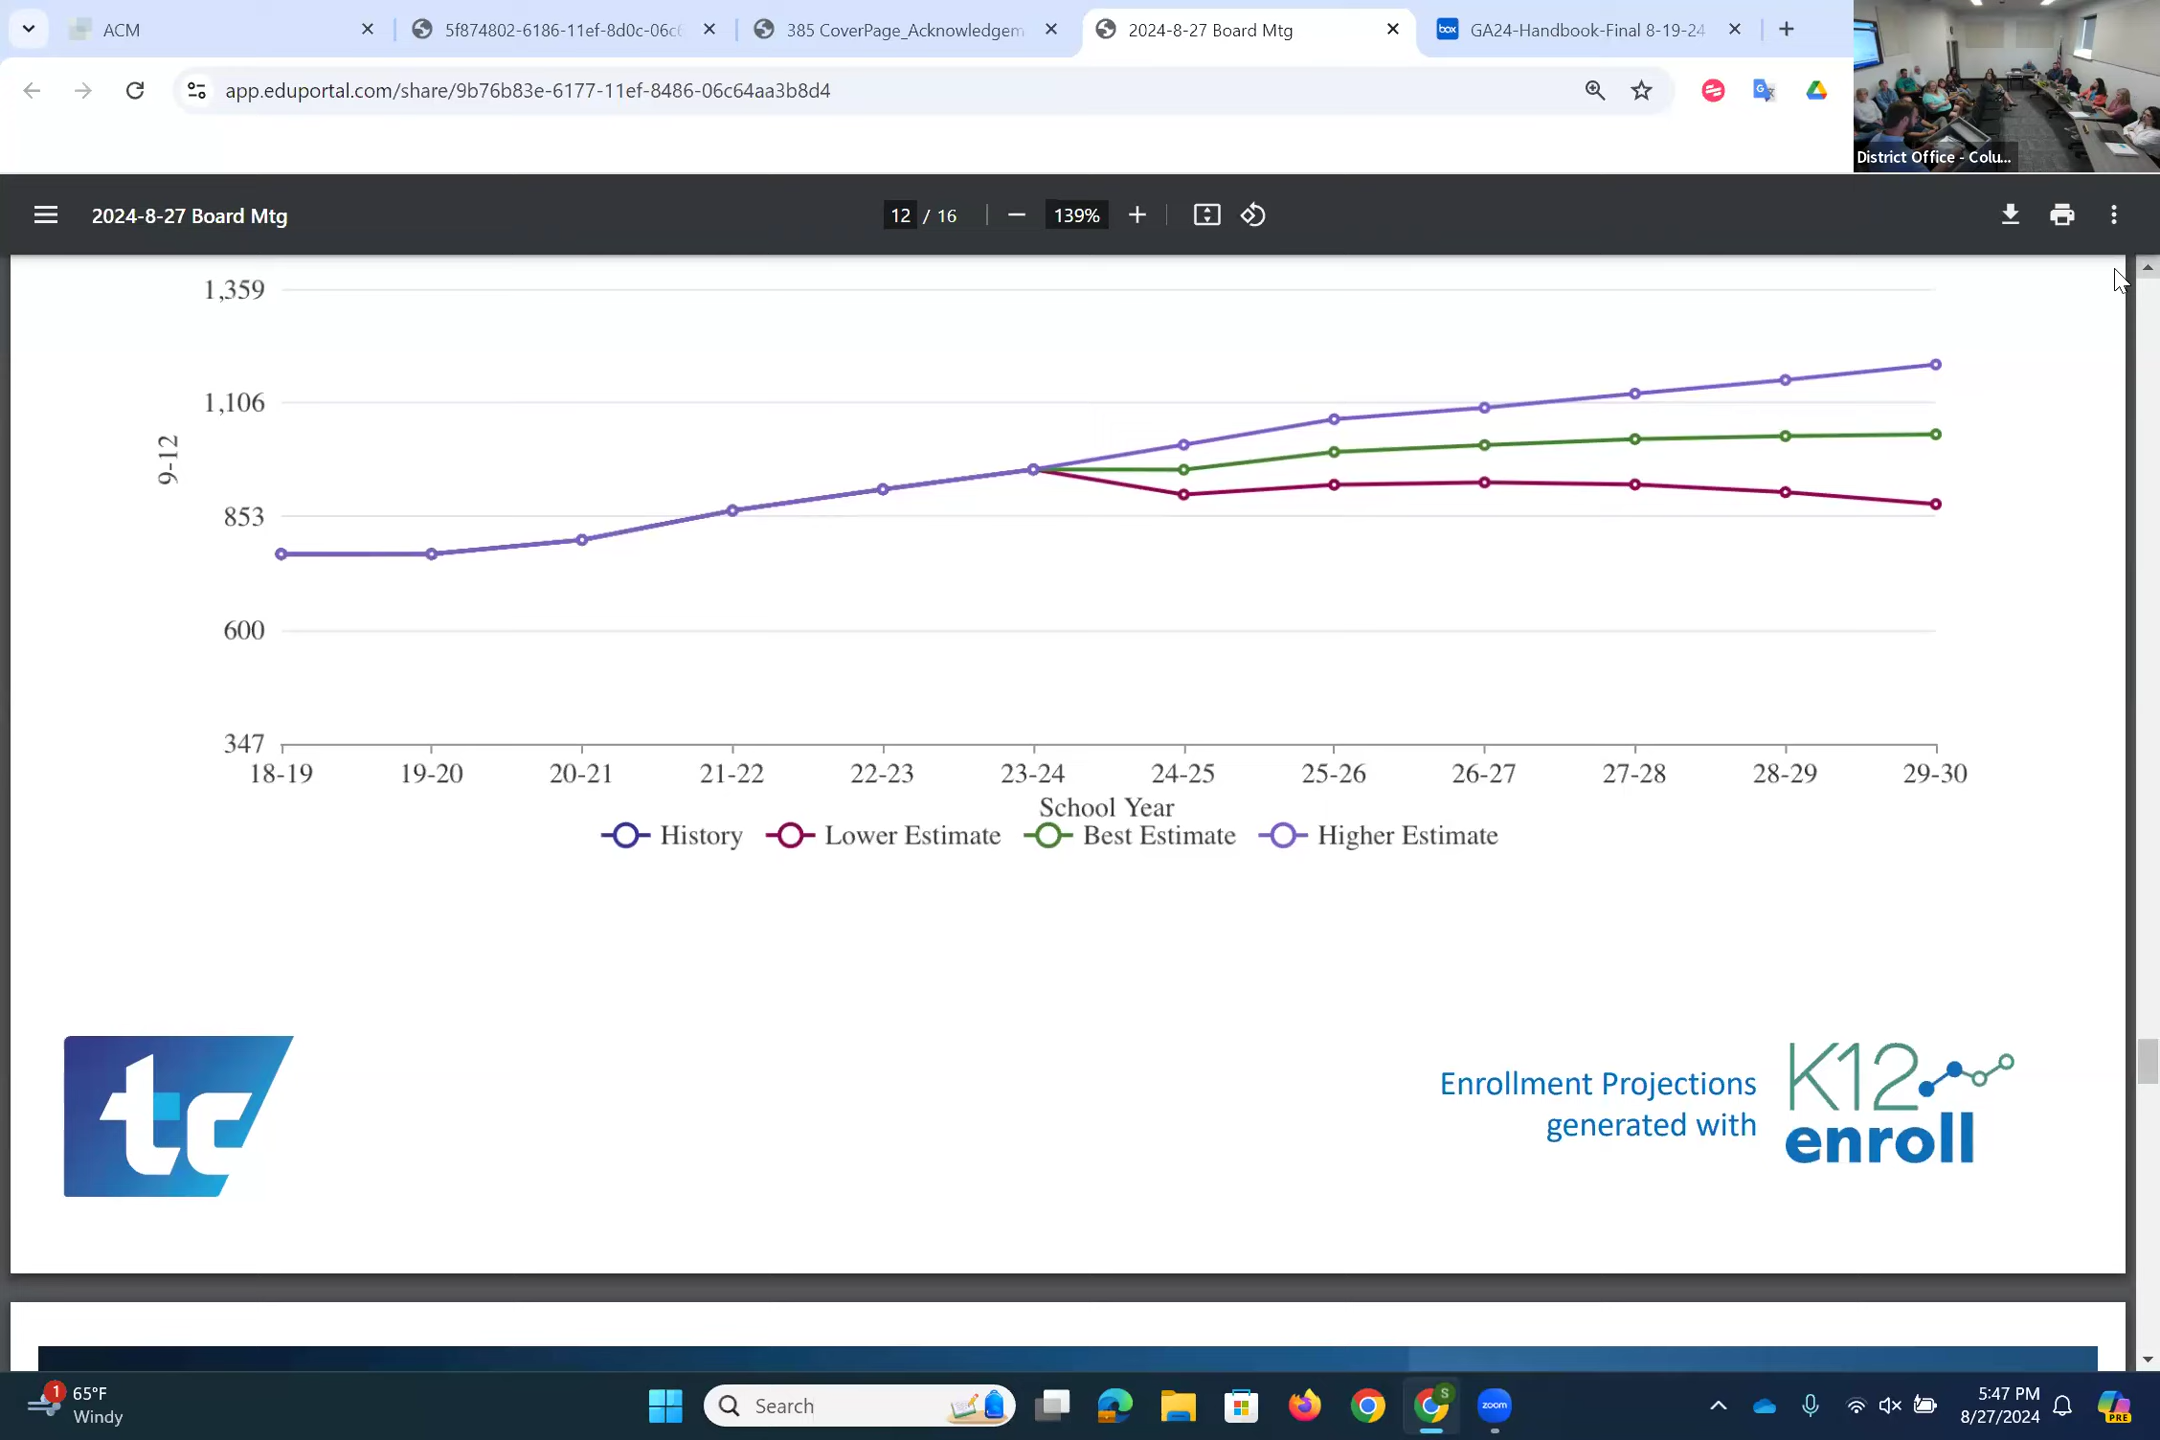 ACM
5f874802-6186-11ef-8d0c-06c6
385 CoverPage_Acknowledgem
2024-8-27 Board Mtg
GA24-Handbook-Final 8-19-24
app.eduportal.com/share/9b76b83e-6177-11ef-8486-06c64aa3b8d4
District Office - Colu...
2024-8-27 Board Mtg
12 / 16
139%
1,359
1,106
853
600
347
9-12
18-19 19-20 20-21 21-22 22-23 23-24 24-25 25-26 26-27 27-28 28-29 29-30
School Year
History Lower Estimate Best Estimate Higher Estimate
tc
Enrollment Projections
generated with
K12
enroll
1
65°F
Windy
Search
S
zoom
5:47 PM
8/27/2024
PRE